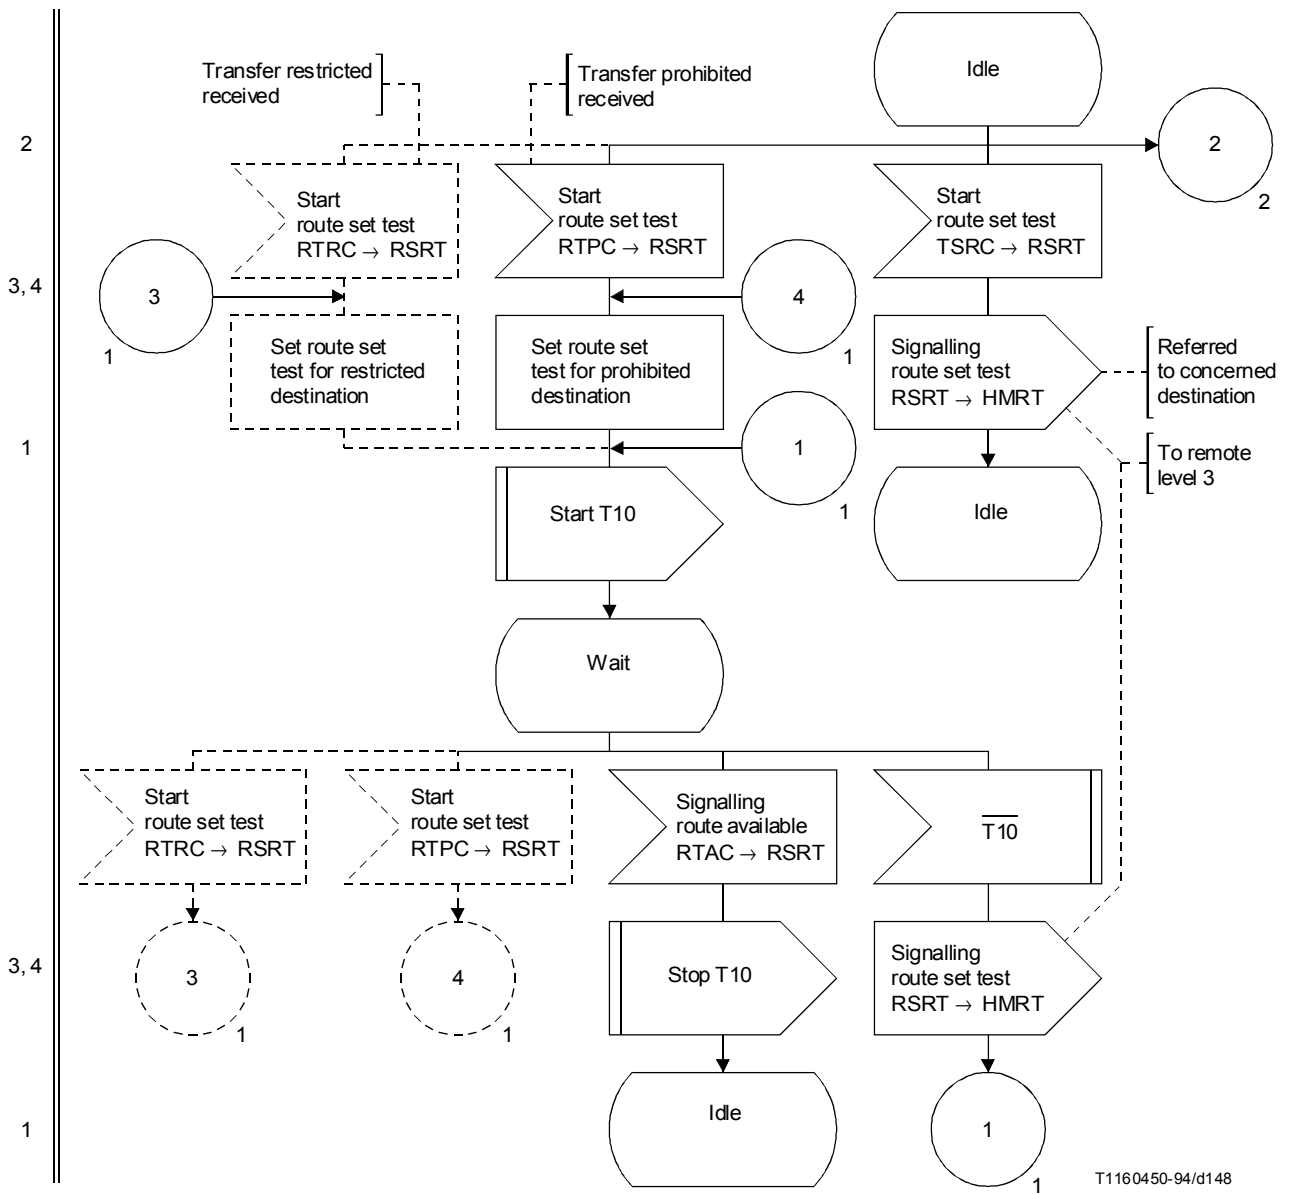 Idle
Transfer restricted
received
Transfer prohibited
received
2
2
2
Start
route set test
RTRC → RSRT
Start
route set test
RTPC → RSRT
Start
route set test
TSRC → RSRT
3, 4
3
1
4
1
Set route set
test for restricted
destination
Set route set
test for prohibited
destination
Signalling
route set test
RSRT → HMRT
Referred
to concerned
destination
1
1
1
To remote
level 3
Start T10
Idle
Wait
Start
route set test
RTRC → RSRT
Start
route set test
RTPC → RSRT
Signalling
route available
RTAC → RSRT
T10
3, 4
3
1
4
1
Stop T10
Signalling
route set test
RSRT → HMRT
1
Idle
1
1
T1160450-94/d148